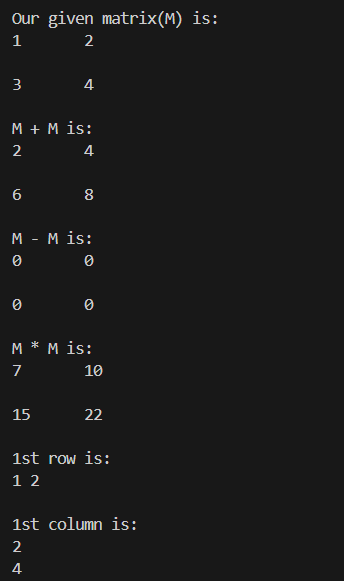 Our given matrix(M) is:
1 2
3 4
M + M is:
2 4
6 8
M - M is:
0 0
0 0
M * M is:
7 10
15 22
1st row is:
1 2
1st column is:
2
4